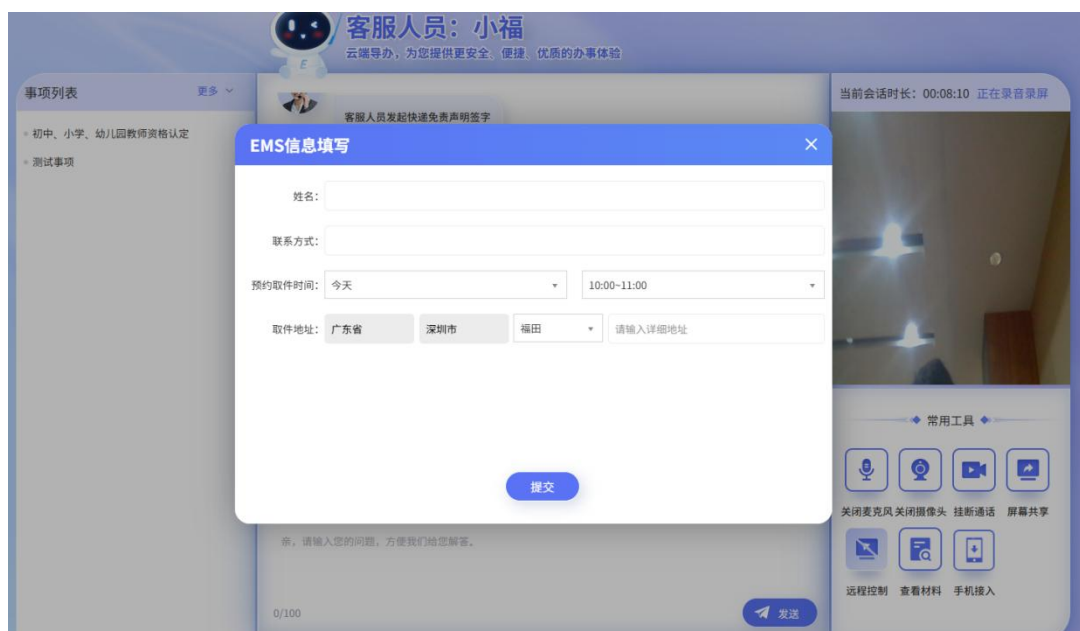 客服人员：小福
云端导办，为您提供更安全、便捷、优质的办事体验
E
事项列表 更多
初中、小学、幼儿园教师资格认定
测试事项
客服人员发起快递免责声明签字
当前会话时长：00:08:10 正在录音录屏
EMS信息填写
姓名：
联系方式：
预约取件时间： 今天 10:00~11:00
取件地址： 广东省 深圳市 福田 请输入详细地址
提交
亲，请输入您的问题，方便我们给您解答。
0/100 发送
常用工具
关闭麦克风 关闭摄像头 挂断通话 屏幕共享
远程控制 查看材料 手机接入